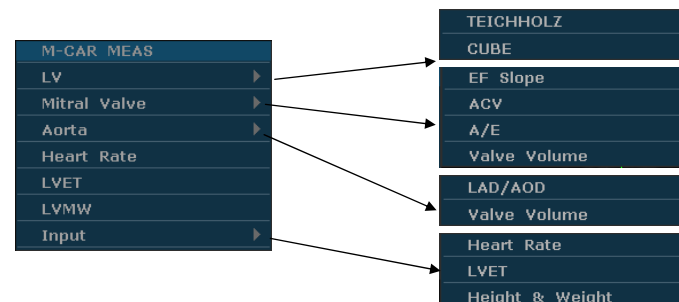 M-CAR MEAS
LV
Mitral Valve
Aorta
Heart Rate
LVET
LVMW
Input
TEICHHOLZ
CUBE
EF Slope
ACV
A/E
Valve Volume
LAD/AOD
Valve Volume
Heart Rate
LVET
Height & Weight